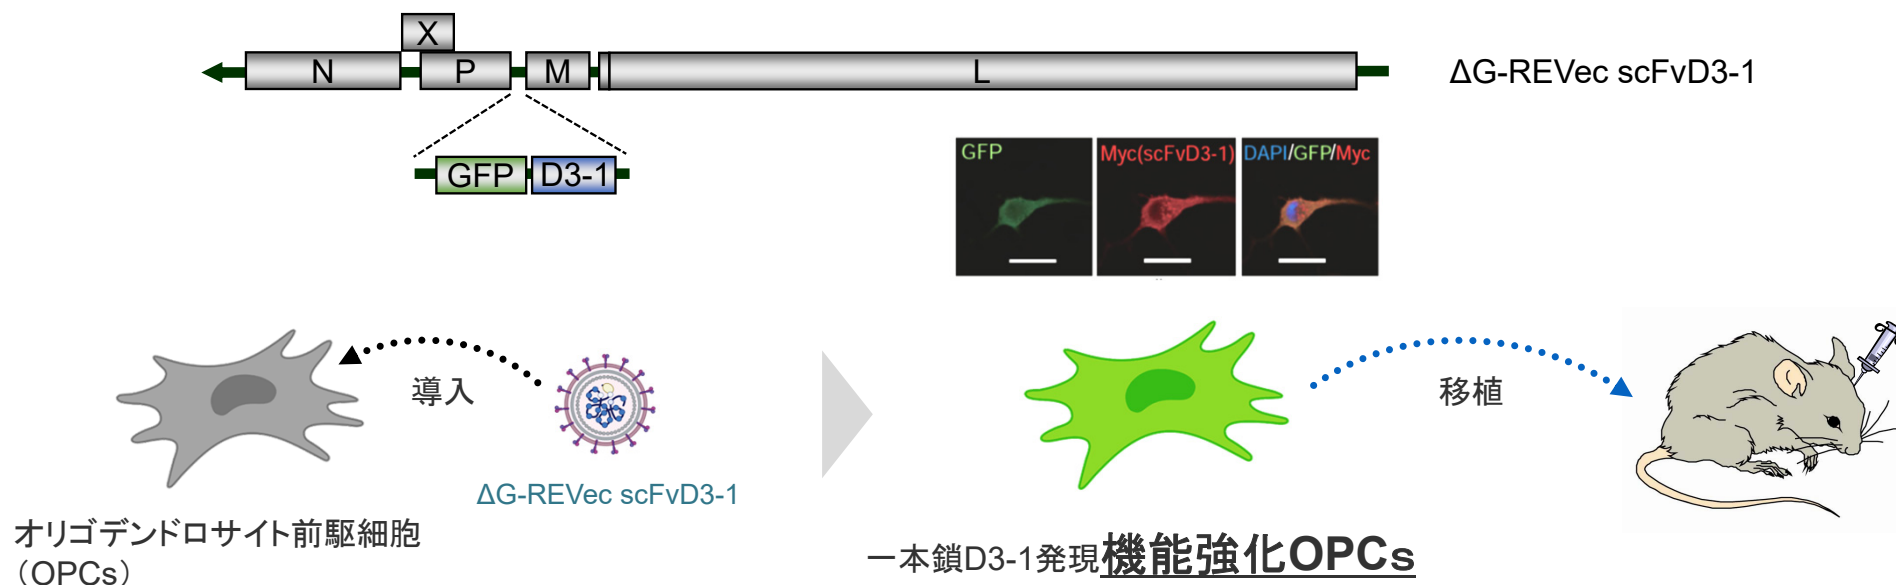 X
N P M L ΔG-REVec scFvD3-1
GFP D3-1
GFP Myc(scFvD3-1) DAPI/GFP/Myc
導入
移植
ΔG-REVec scFvD3-1
オリゴデンドロサイト前駆細胞
（OPCs）
一本鎖D3-1発現機能強化OPCs